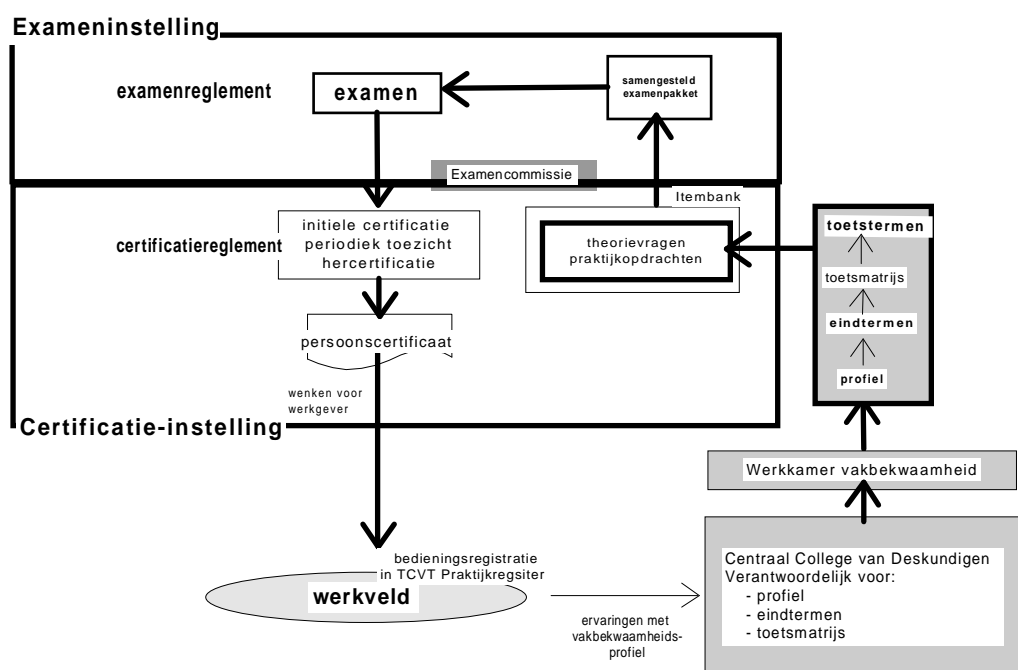 Exameninstelling
examenreglement
examen
samengesteld
examenpakket
Examencommissie
Itembank
certificatiereglement
initiele certificatie
periodiek toezicht
hercertificatie
theorievragen
praktijkopdrachten
toetstermen
toetsmatrijs
eindtermen
profiel
persoonscertificaat
wenken voor
werkgever
Certificatie-instelling
Werkkamer vakbekwaamheid
bedieningsregistratie
in TCVT Praktijkregsiter
werkveld
ervaringen met
vakbekwaamheids-
profiel
Centraal College van Deskundigen
Verantwoordelijk voor:
- profiel
- eindtermen
- toetsmatrijs